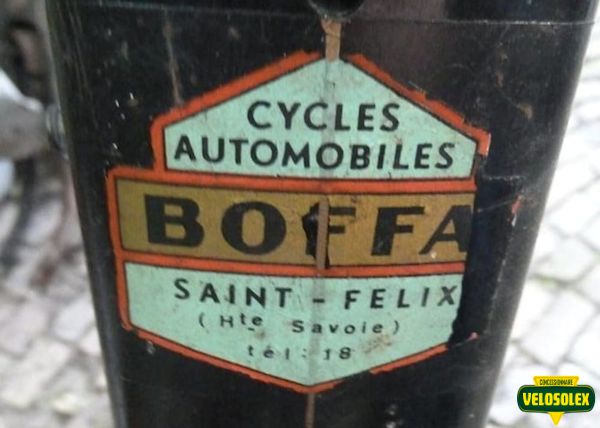 CYCLES
AUTOMOBILES
BOFFA
SAINT - FELIX
(Hte Savoie)
tél: 18
CONCESSIONNAIRE
VELOSOLEX